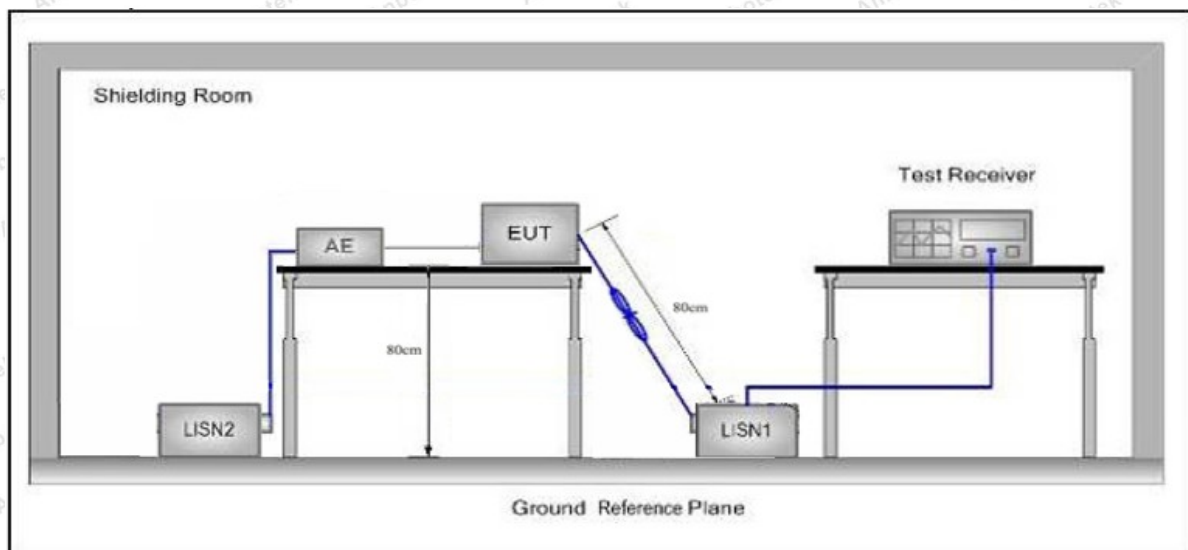 Shielding Room
Test Receiver
AE
EUT
80cm
80cm
LISN2
LISN1
Ground Reference Plane